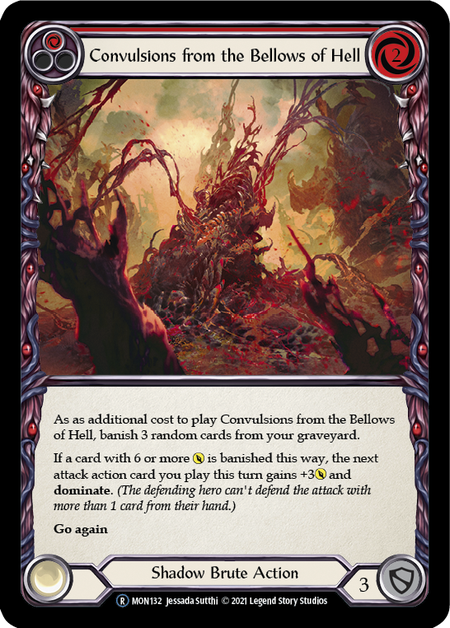 Convulsions from the Bellows of Hell
2
As as additional cost to play Convulsions from the Bellows
of Hell, banish 3 random cards from your graveyard.
If a card with 6 or more is banished this way, the next
attack action card you play this turn gains +3 and
dominate. (The defending hero can't defend the attack with
more than 1 card from their hand.)
Go again
Shadow Brute Action
3
R MON132 Jessada Sutthi © 2021 Legend Story Studios